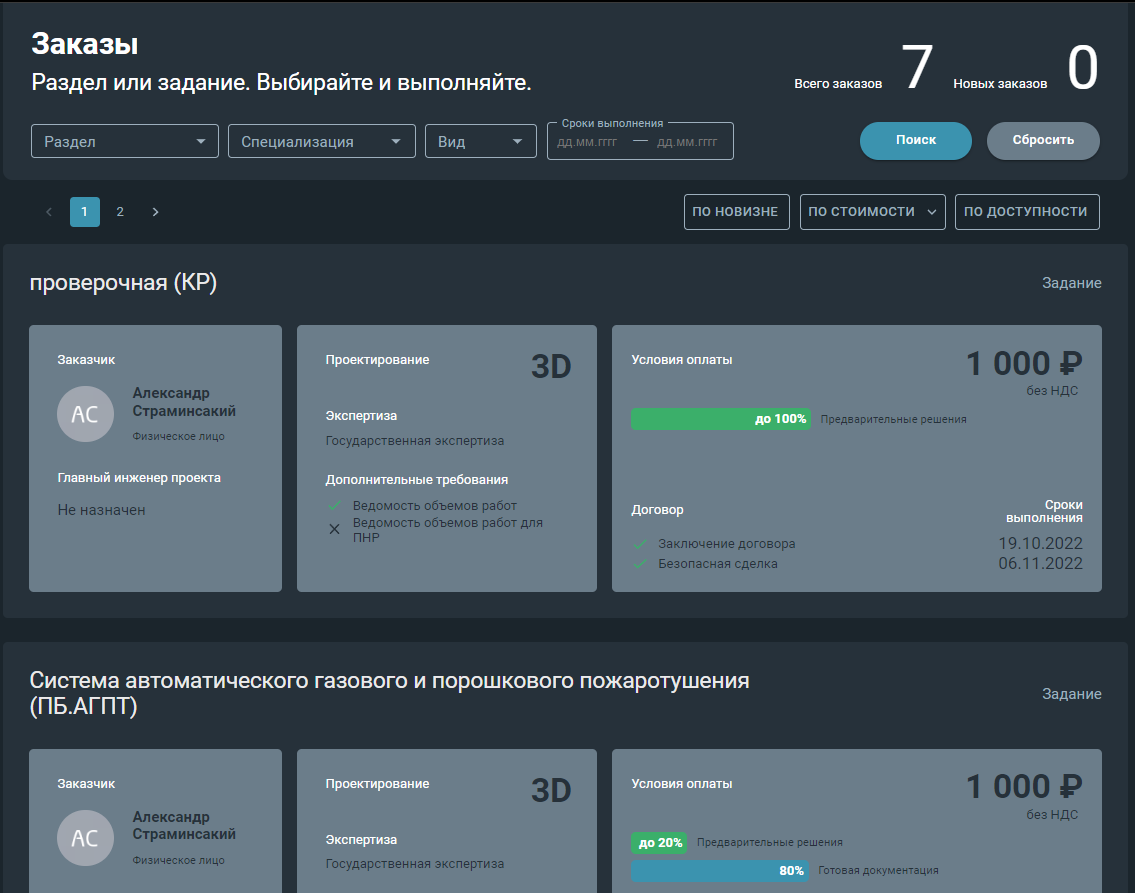 Заказы
Раздел или задание. Выбирайте и выполняйте.
Всего заказов 7 Новых заказов 0
Раздел Специализация Вид
Сроки выполнения
дд.мм.гггг — дд.мм.гггг
Поиск Сбросить
1 2
ПО НОВИЗНЕ ПО СТОИМОСТИ ПО ДОСТУПНОСТИ
проверочная (КР)
Задание
Заказчик
АС
Александр
Страминсакий
Физическое лицо
Главный инженер проекта
Не назначен
Проектирование 3D
Экспертиза
Государственная экспертиза
Дополнительные требования
Ведомость объемов работ
Ведомость объемов работ для
ПНР
Условия оплаты 1 000 ₽
без НДС
до 100% Предварительные решения
Договор
Заключение договора
Безопасная сделка
Сроки
выполнения
19.10.2022
06.11.2022
Система автоматического газового и порошкового пожаротушения
(ПБ.АГПТ)
Задание
Заказчик
АС
Александр
Страминсакий
Физическое лицо
Проектирование 3D
Экспертиза
Государственная экспертиза
Условия оплаты 1 000 ₽
без НДС
до 20% Предварительные решения
80% Готовая документация